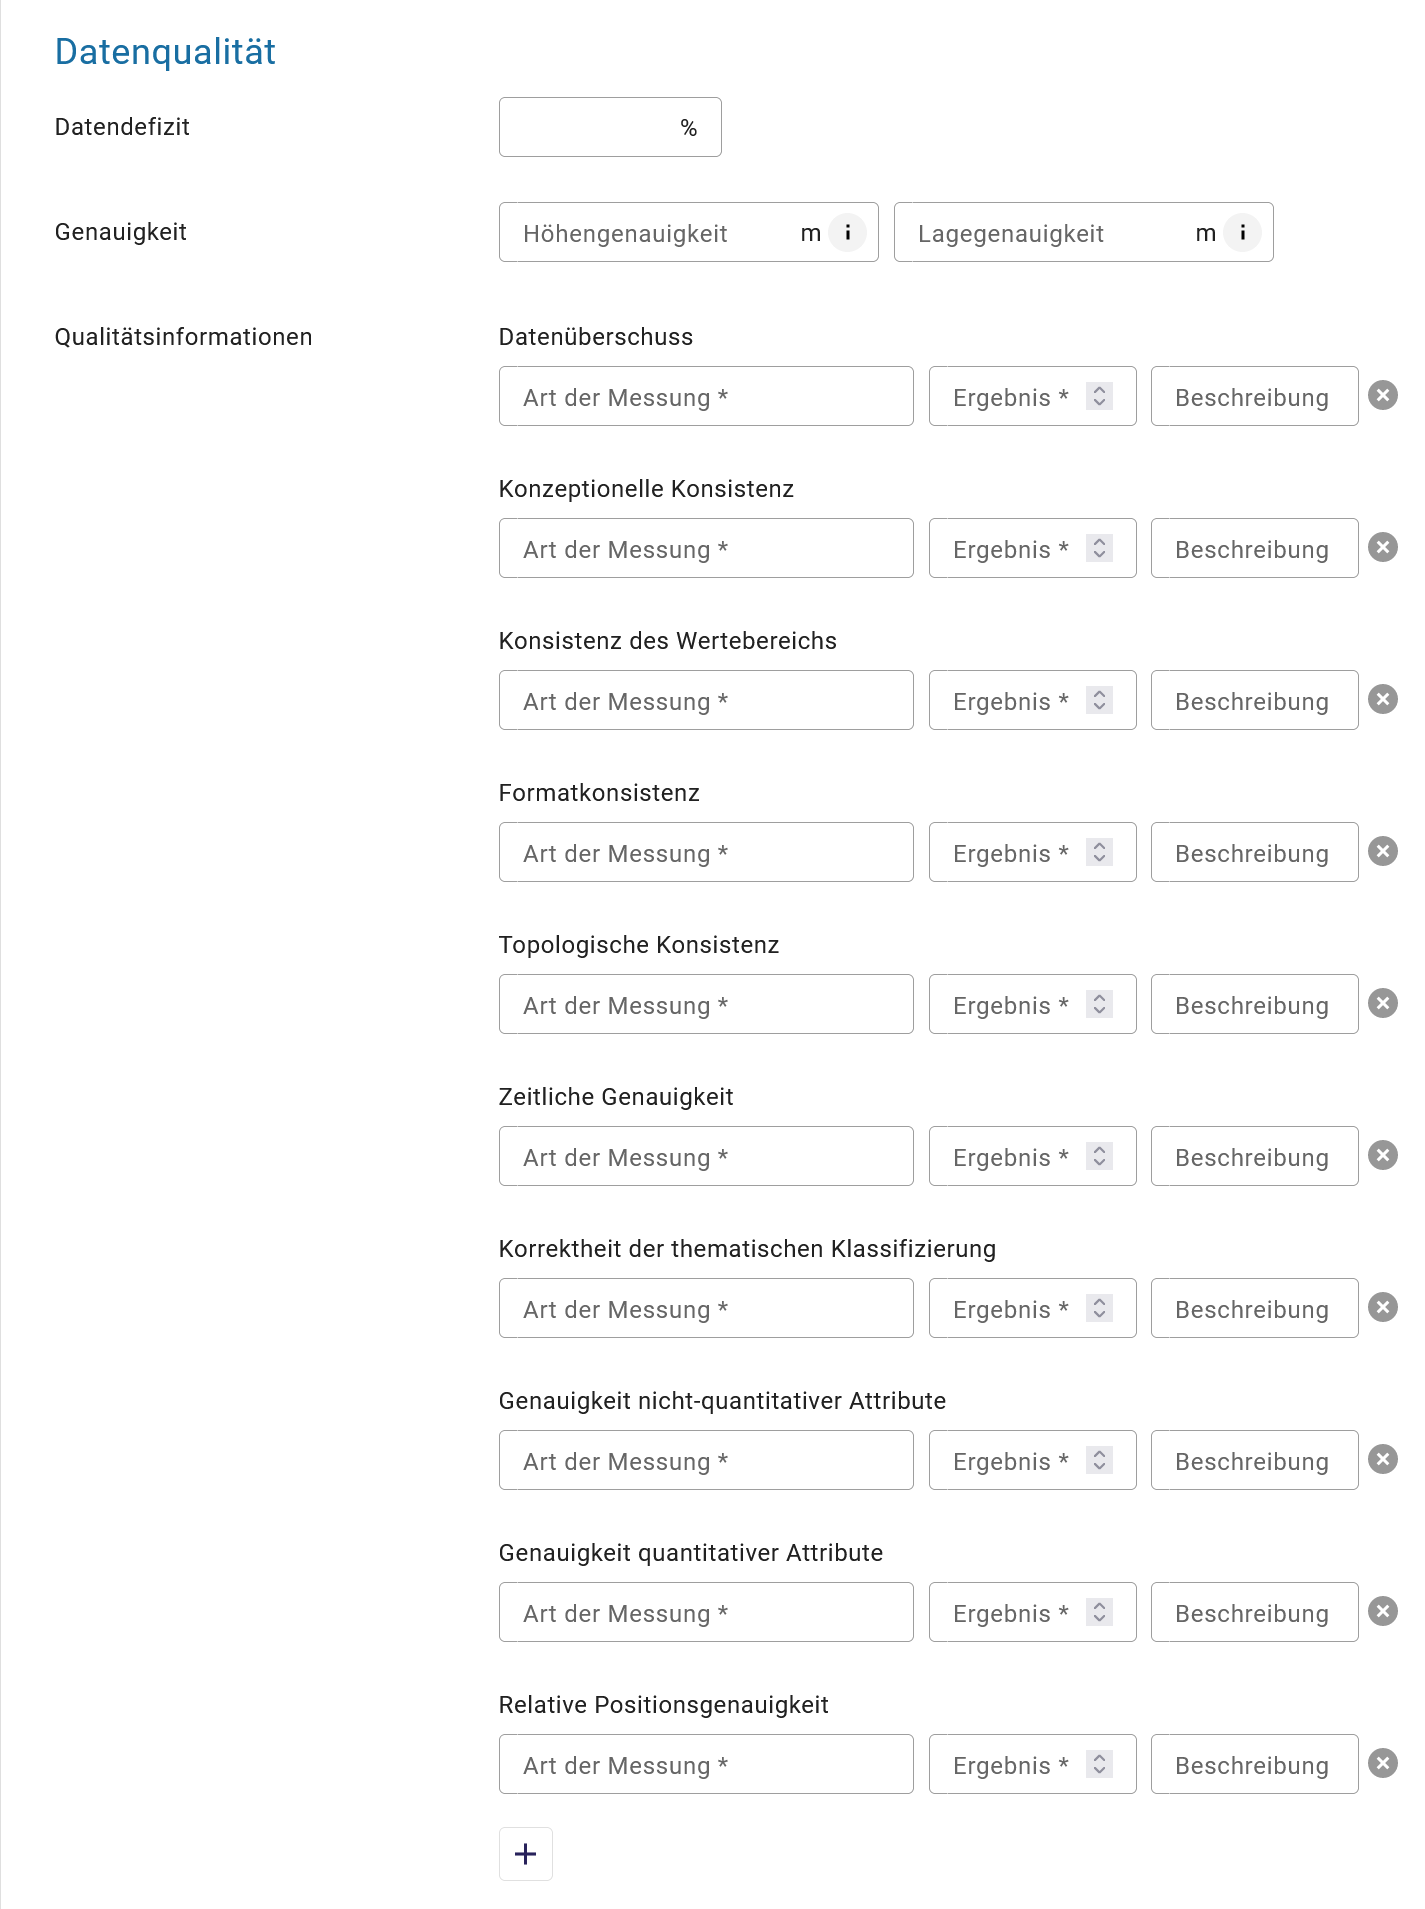 Datenqualität
Datendefizit %
Genauigkeit Höhengenauigkeit m i Lagegenauigkeit m i
Qualitätsinformationen Datenüberschuss
Art der Messung * Ergebnis * Beschreibung
Konzeptionelle Konsistenz
Art der Messung * Ergebnis * Beschreibung
Konsistenz des Wertebereichs
Art der Messung * Ergebnis * Beschreibung
Formatkonsistenz
Art der Messung * Ergebnis * Beschreibung
Topologische Konsistenz
Art der Messung * Ergebnis * Beschreibung
Zeitliche Genauigkeit
Art der Messung * Ergebnis * Beschreibung
Korrektheit der thematischen Klassifizierung
Art der Messung * Ergebnis * Beschreibung
Genauigkeit nicht-quantitativer Attribute
Art der Messung * Ergebnis * Beschreibung
Genauigkeit quantitativer Attribute
Art der Messung * Ergebnis * Beschreibung
Relative Positionsgenauigkeit
Art der Messung * Ergebnis * Beschreibung
+